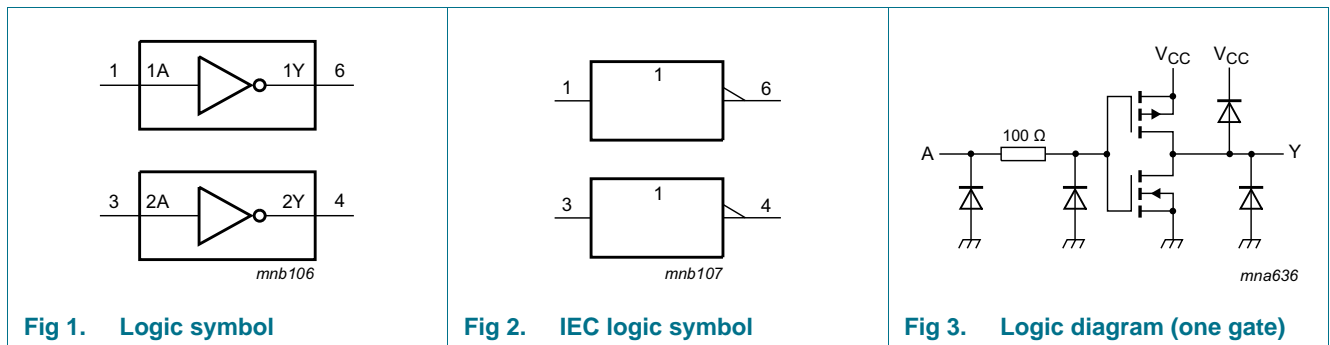 1 1A 1Y 6
3 2A 2Y 4
mnb106
Fig 1. Logic symbol
1 1 6
3 1 4
mnb107
Fig 2. IEC logic symbol
VCC VCC
100 Ω
A Y
mna636
Fig 3. Logic diagram (one gate)